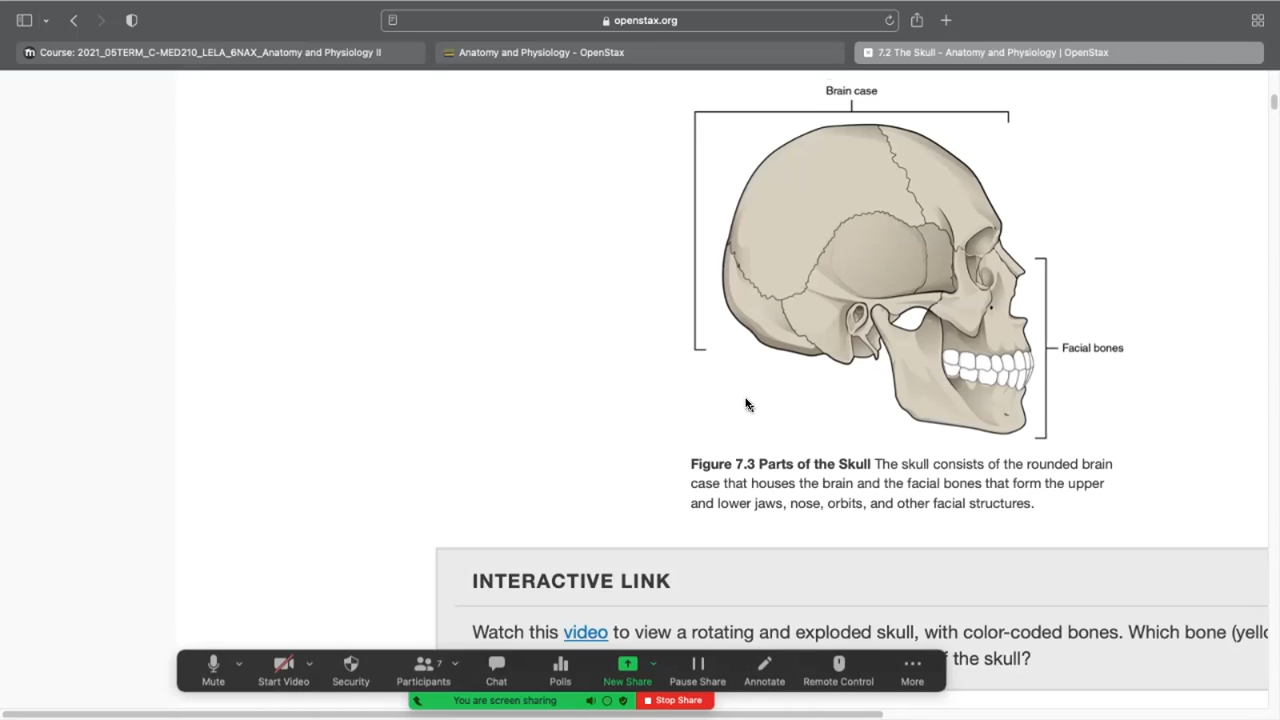 openstax.org
Course: 2021_05TERM_C-MED210_LELA_6NAX_Anatomy and Physiology II
Anatomy and Physiology - OpenStax
7.2 The Skull - Anatomy and Physiology | OpenStax
Brain case
Facial bones
Figure 7.3 Parts of the Skull The skull consists of the rounded brain
case that houses the brain and the facial bones that form the upper
and lower jaws, nose, orbits, and other facial structures.
INTERACTIVE LINK
Watch this video to view a rotating and exploded skull, with color-coded bones. Which bone
f the skull?
7
Mute
Start Video
Security
Participants
Chat
Polls
New Share
Pause Share
Annotate
Remote Control
More
You are screen sharing
Stop Share